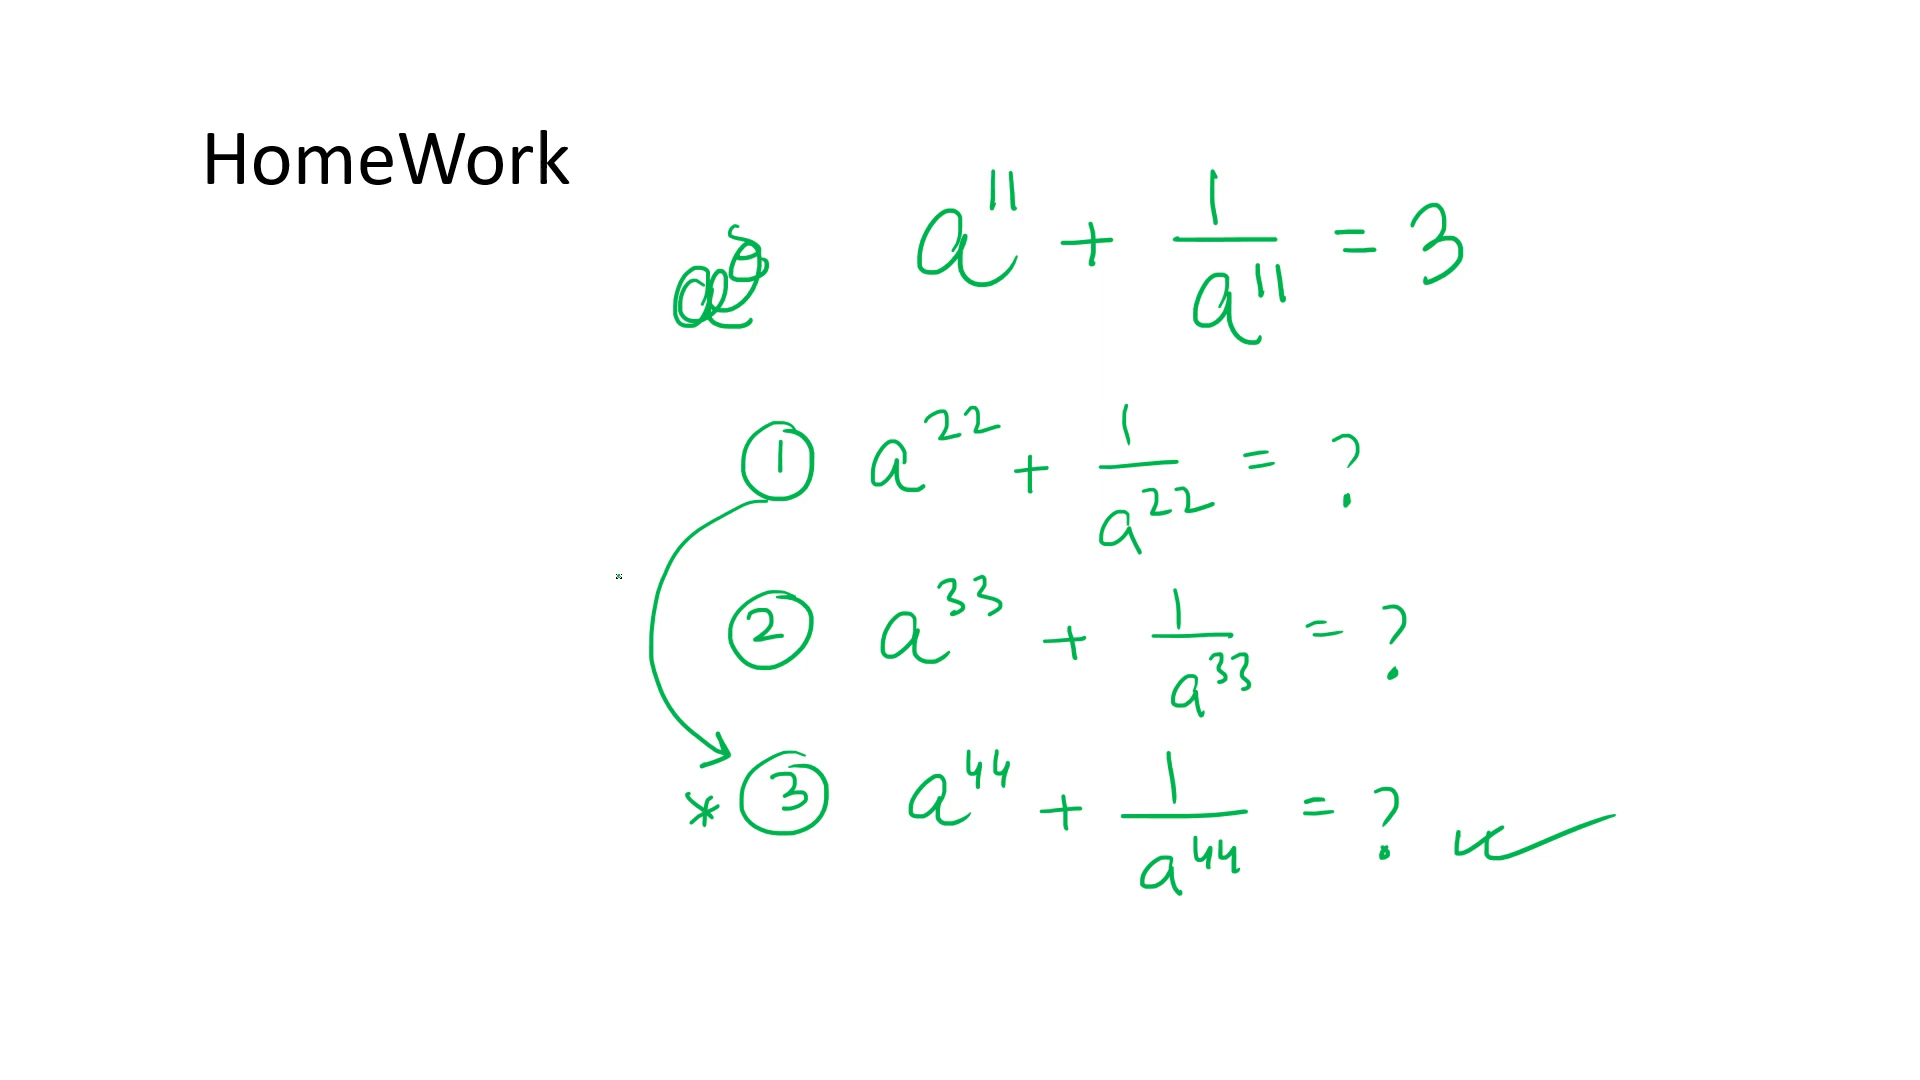 HomeWork
a¹¹ + 1/a¹¹ = 3
① a²² + 1/a²² = ?
② a³³ + 1/a³³ = ?
* ③ a⁴⁴ + 1/a⁴⁴ = ?